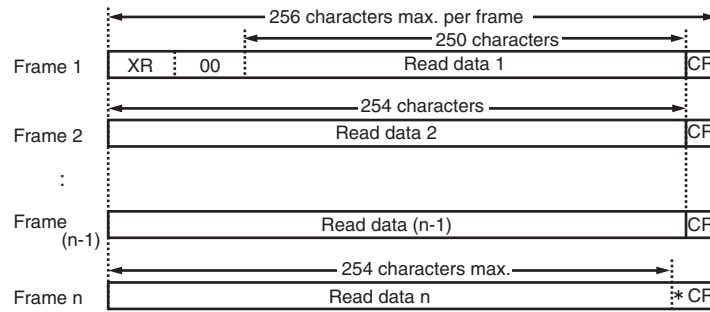 256 characters max. per frame
250 characters
Frame 1 XR 00 Read data 1 CR
254 characters
Frame 2 Read data 2 CR
:
Frame (n-1) Read data (n-1) CR
254 characters max.
Frame n Read data n * CR